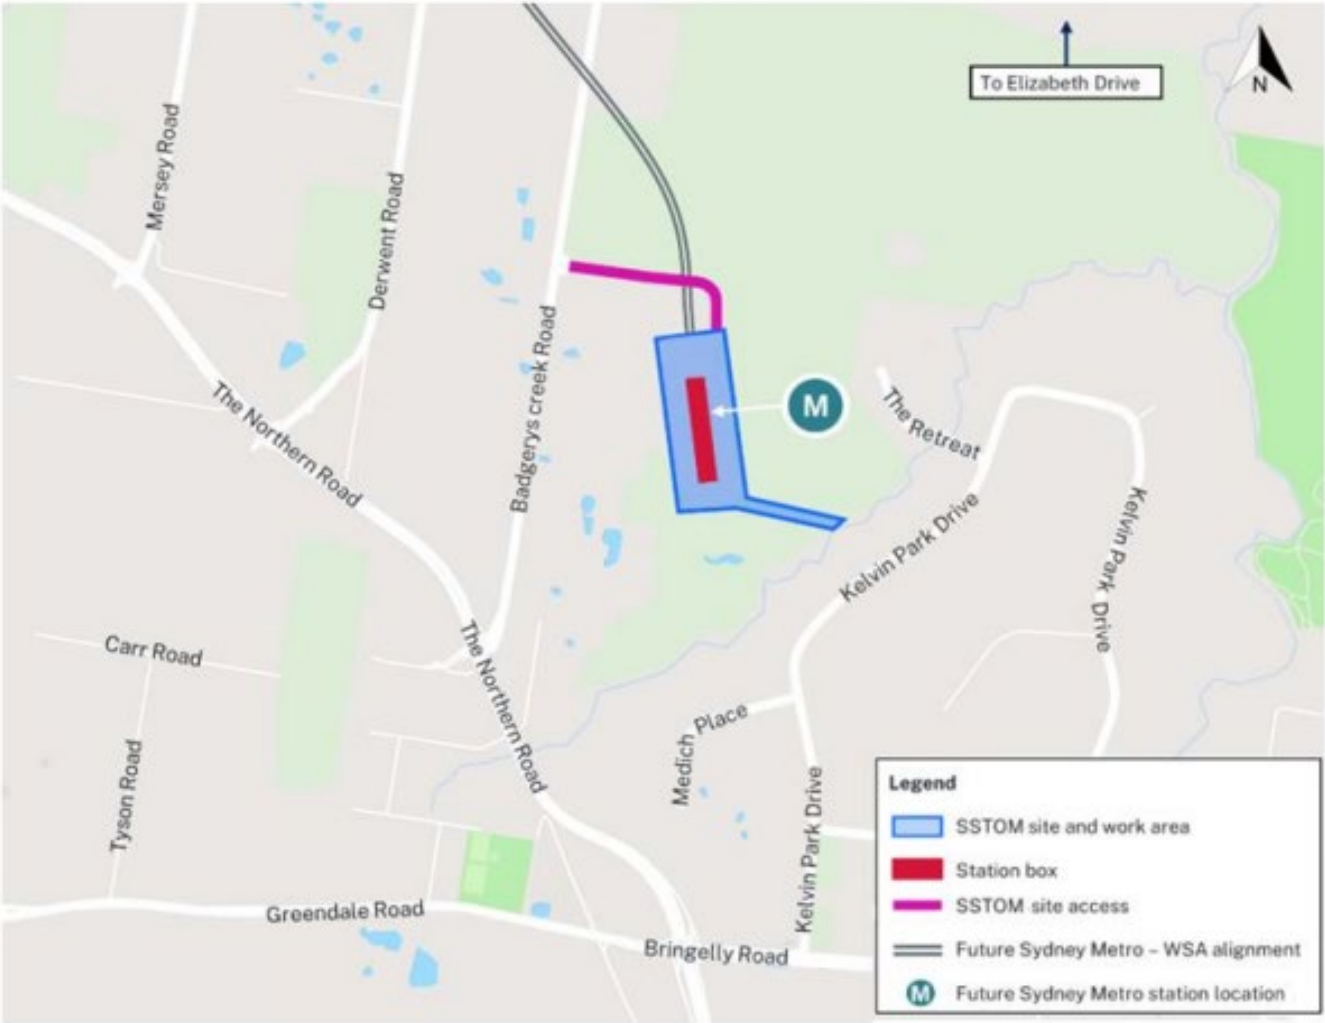 To Elizabeth Drive
N
Mersey Road
Derwent Road
Badgerys creek Road
The Northern Road
M
The Retreat
Kelvin Park Drive
Kelvin Park Drive
Carr Road
The Northern Road
Tyson Road
Medich Place
Kelvin Park Drive
Greendale Road
Bringelly Road
Legend
SSTOM site and work area
Station box
SSTOM site access
Future Sydney Metro – WSA alignment
M Future Sydney Metro station location